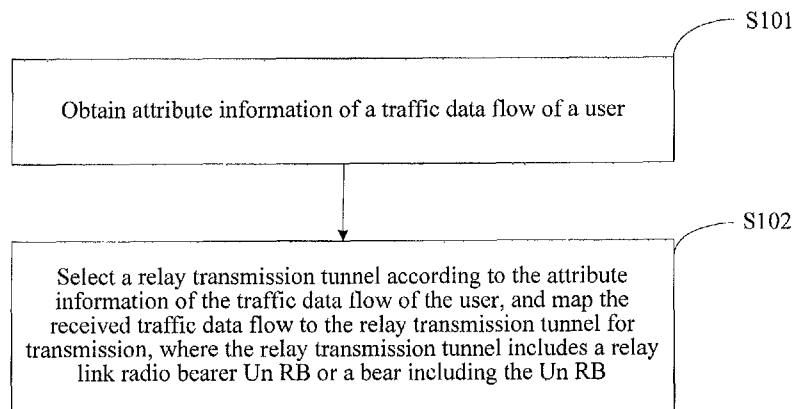 S101
Obtain attribute information of a traffic data flow of a user
S102
Select a relay transmission tunnel according to the attribute
information of the traffic data flow of the user, and map the
received traffic data flow to the relay transmission tunnel for
transmission, where the relay transmission tunnel includes a relay
link radio bearer Un RB or a bear including the Un RB